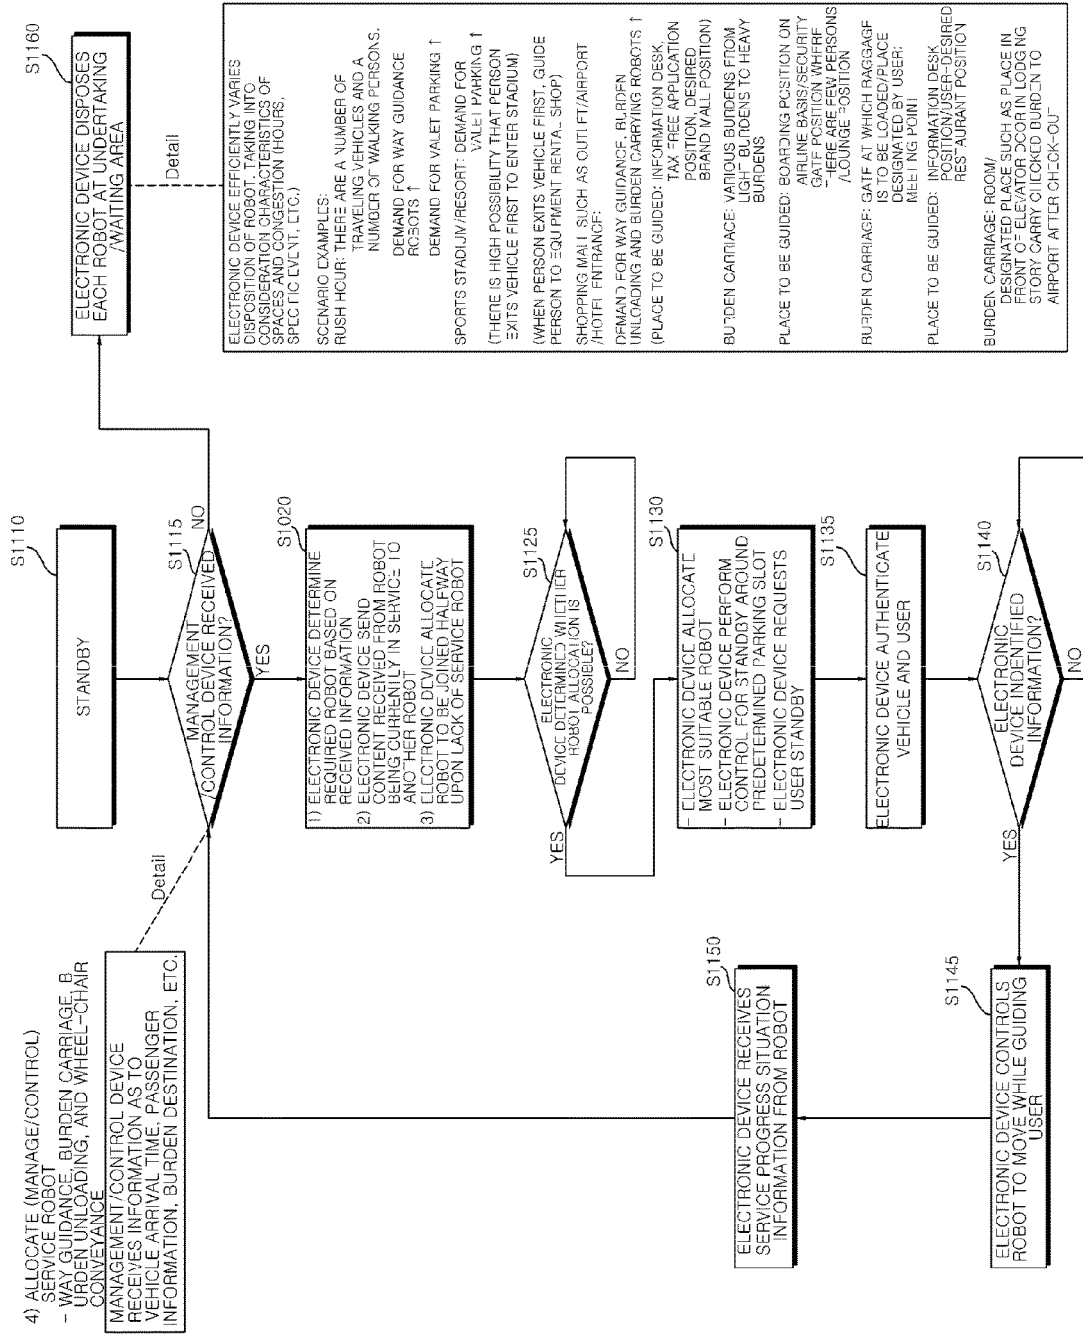 4) ALLOCATE (MANAGE/CONTROL)
SERVICE ROBOT
- WAY GUIDANCE, BURDEN CARRIAGE, B
URDEN UNLOADING, AND WHEEL-CHAIR
CONVEYANCE
MANAGEMENT/CONTROL DEVICE
RECEIVES INFORMATION AS TO
VEHICLE ARRIVAL TIME, PASSENGER
INFORMATION, BURDEN DESTINATION, ETC.
Detail
S1110
STANDBY
S1115
MANAGEMENT
/CONTROL DEVICE RECEIVED
INFORMATION?
NO
YES
S1020
1) ELECTRONIC DEVICE DETERMINE
REQUIRED ROBOT BASED ON
RECEIVED INFORMATION
2) ELECTRONIC DEVICE SEND
CONTENT RECEIVED FROM ROBOT
BEING CURRENTLY IN SERVICE TO
ANOTHER ROBOT
3) ELECTRONIC DEVICE ALLOCATE
ROBOT TO BE JOINED HALFWAY
UPON LACK OF SERVICE ROBOT
S1125
ELECTRONIC
DEVICE DETERMINED WHETHER
ROBOT ALLOCATION IS
POSSIBLE?
YES
NO
S1130
- ELECTRONIC DEVICE ALLOCATE
MOST SUITABLE ROBOT
- ELECTRONIC DEVICE PERFORM
CONTROL FOR STANDBY AROUND
PREDETERMINED PARKING SLOT
- ELECTRONIC DEVICE REQUESTS
USER STANDBY
S1135
ELECTRONIC DEVICE AUTHENTICATE
VEHICLE AND USER
S1140
ELECTRONIC
DEVICE INDENTIFIED
INFORMATION?
YES
NO
S1145
ELECTRONIC DEVICE CONTROLS
ROBOT TO MOVE WHILE GUIDING
USER
S1150
ELECTRONIC DEVICE RECEIVES
SERVICE PROGRESS SITUATION
INFORMATION FROM ROBOT
S1160
ELECTRONIC DEVICE DISPOSES
EACH ROBOT AT UNDERTAKING
/WAITING AREA
Detail
ELECTRONIC DEVICE EFFICIENTLY VARIES
DISPOSITION OF ROBOT, TAKING INTO
CONSIDERATION CHARACTERISTICS OF
SPACES AND CONGESTION (HOURS,
SPECIFIC EVENT, ETC.)
SCENARIO EXAMPLES:
RUSH HOUR: THERE ARE A NUMBER OF
TRAVELING VEHICLES AND A
NUMBER OF WALKING PERSONS.
DEMAND FOR WAY GUIDANCE
ROBOTS ↑
DEMAND FOR VALET PARKING ↑
SPORTS STADIUM/RESORT: DEMAND FOR
VALET PARKING ↑
(THERE IS HIGH POSSIBILITY THAT PERSON
EXITS VEHICLE FIRST TO ENTER STADIUM)
(WHEN PERSON EXITS VEHICLE FIRST, GUIDE
PERSON TO EQUIPMENT RENTAL SHOP)
SHOPPING MALL SUCH AS OUTLET/AIRPORT
/HOTEL ENTRANCE:
DEMAND FOR WAY GUIDANCE, BURDEN
UNLOADING AND BURDEN CARRYING ROBOTS ↑
(PLACE TO BE GUIDED: INFORMATION DESK,
TAX FREE APPLICATION
POSITION, DESIRED
BRAND MALL POSITION)
BURDEN CARRIAGE: VARIOUS BURDENS FROM
LIGHT BURDENS TO HEAVY
BURDENS
PLACE TO BE GUIDED: BOARDING POSITION ON
AIRLINE BASIS/SECURITY
GATE POSITION WHERE
THERE ARE FEW PERSONS
/LOUNGE POSITION
BURDEN CARRIAGE: GATE AT WHICH BAGGAGE
IS TO BE LOADED/PLACE
DESIGNATED BY USER:
MEETING POINT
PLACE TO BE GUIDED: INFORMATION DESK
POSITION/USER-DESIRED
RESTAURANT POSITION
BURDEN CARRIAGE: ROOM/
DESIGNATED PLACE SUCH AS PLACE IN
FRONT OF ELEVATOR DOOR IN LODGING
STORY CARRY CHECKED BURDEN TO
AIRPORT AFTER CHECK-OUT